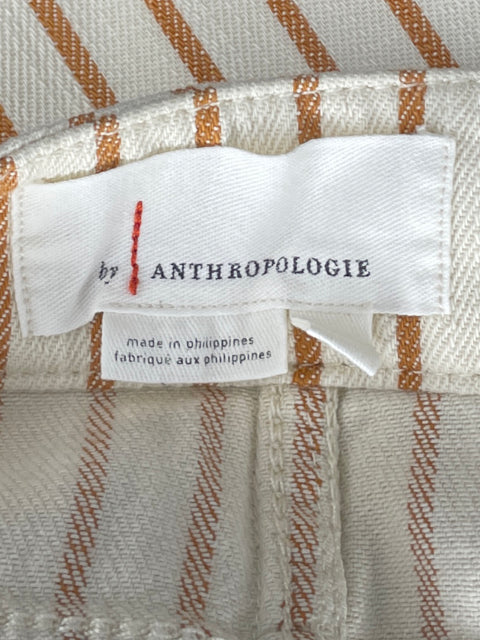 by ANTHROPOLOGIE
made in philippines
fabriqué aux philippines